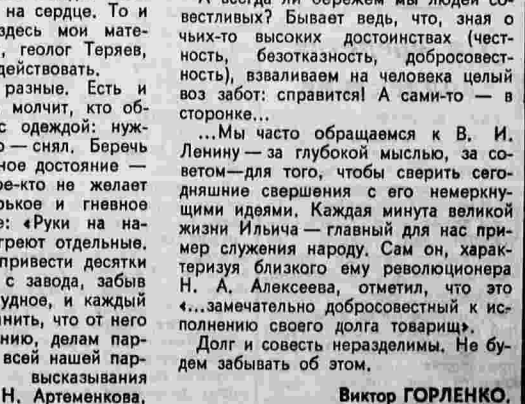 на сердце. То и
здесь мои мате-
, геолог Теряев,
действовать.
разные. Есть и
молчит, кто об-
с одеждой: нуж-
о — снял. Беречь
ное достояние —
ое-кто не желает
рькое и гневное
е: «Руки на на-
греют отдельные.
привести десятки
с завода, забыв
удное, и каждый
нить, что от него
нию, делам пар-
всей нашей пар-
высказывания
Н. Артеменкова,
А всегда ли бережем мы людей со-
вестливых? Бывает ведь, что, зная о
чьих-то высоких достоинствах (чест-
ность, безотказность, добросовест-
ность), взваливаем на человека целый
воз забот: справится! А сами-то — в
сторонке...
...Мы часто обращаемся к В. И.
Ленину — за глубокой мыслью, за со-
ветом—для того, чтобы сверить сего-
дняшние свершения с его немеркну-
щими идеями. Каждая минута великой
жизни Ильича — главный для нас при-
мер служения народу. Сам он, харак-
теризуя близкого ему революционера
Н. А. Алексеева, отметил, что это
«...замечательно добросовестный к ис-
полнению своего долга товарищ».
Долг и совесть неразделимы. Не бу-
дем забывать об этом.
Виктор ГОРЛЕНКО.